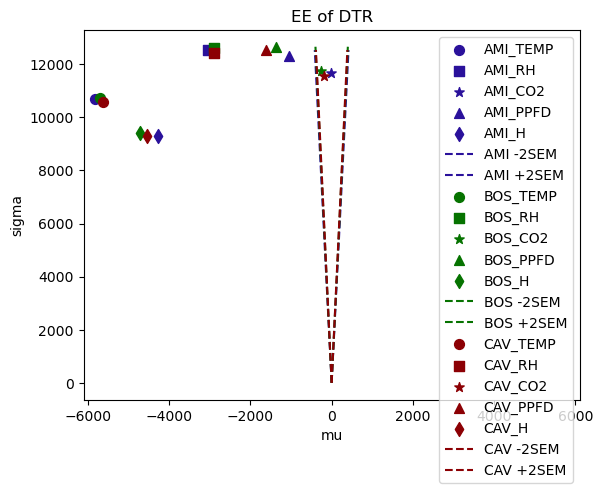 EE of DTR
sigma
12000
10000
8000
6000
4000
2000
0
−6000
−4000
−2000
0
2000
4000
6000
mu
AMI_TEMP
AMI_RH
AMI_CO2
AMI_PPFD
AMI_H
AMI -2SEM
AMI +2SEM
BOS_TEMP
BOS_RH
BOS_CO2
BOS_PPFD
BOS_H
BOS -2SEM
BOS +2SEM
CAV_TEMP
CAV_RH
CAV_CO2
CAV_PPFD
CAV_H
CAV -2SEM
CAV +2SEM